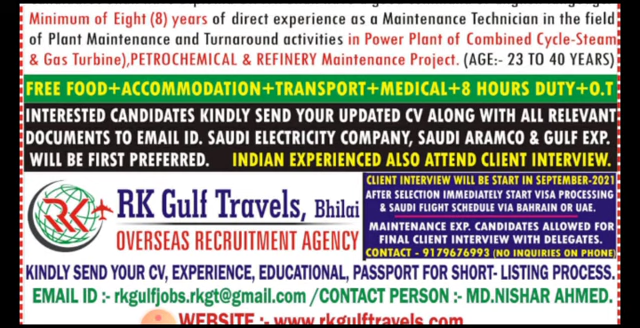 Minimum of Eight (8) years of direct experience as a Maintenance Technician in the field
of Plant Maintenance and Turnaround activities in Power Plant of Combined Cycle-Steam
& Gas Turbine),PETROCHEMICAL & REFINERY Maintenance Project. (AGE:- 23 TO 40 YEARS)
FREE FOOD+ACCOMMODATION+TRANSPORT+MEDICAL+8 HOURS DUTY+O.T
INTERESTED CANDIDATES KINDLY SEND YOUR UPDATED CV ALONG WITH ALL RELEVANT
DOCUMENTS TO EMAIL ID. SAUDI ELECTRICITY COMPANY, SAUDI ARAMCO & GULF EXP.
WILL BE FIRST PREFERRED. INDIAN EXPERIENCED ALSO ATTEND CLIENT INTERVIEW.
RK
RK Gulf Travels, Bhilai
OVERSEAS RECRUITMENT AGENCY
CLIENT INTERVIEW WILL BE START IN SEPTEMBER-2021
AFTER SELECTION IMMEDIATELY START VISA PROCESSING
& SAUDI FLIGHT SCHEDULE VIA BAHRAIN OR UAE.
MAINTENANCE EXP. CANDIDATES ALLOWED FOR
FINAL CLIENT INTERVIEW WITH DELEGATES.
CONTACT - 9179676993 (NO INQUIRIES ON PHONE)
KINDLY SEND YOUR CV, EXPERIENCE, EDUCATIONAL, PASSPORT FOR SHORT- LISTING PROCESS.
EMAIL ID :- rkgulfjobs.rkgt@gmail.com /CONTACT PERSON :- MD.NISHAR AHMED.
WEBSITE :- www.rkgulftravels.com